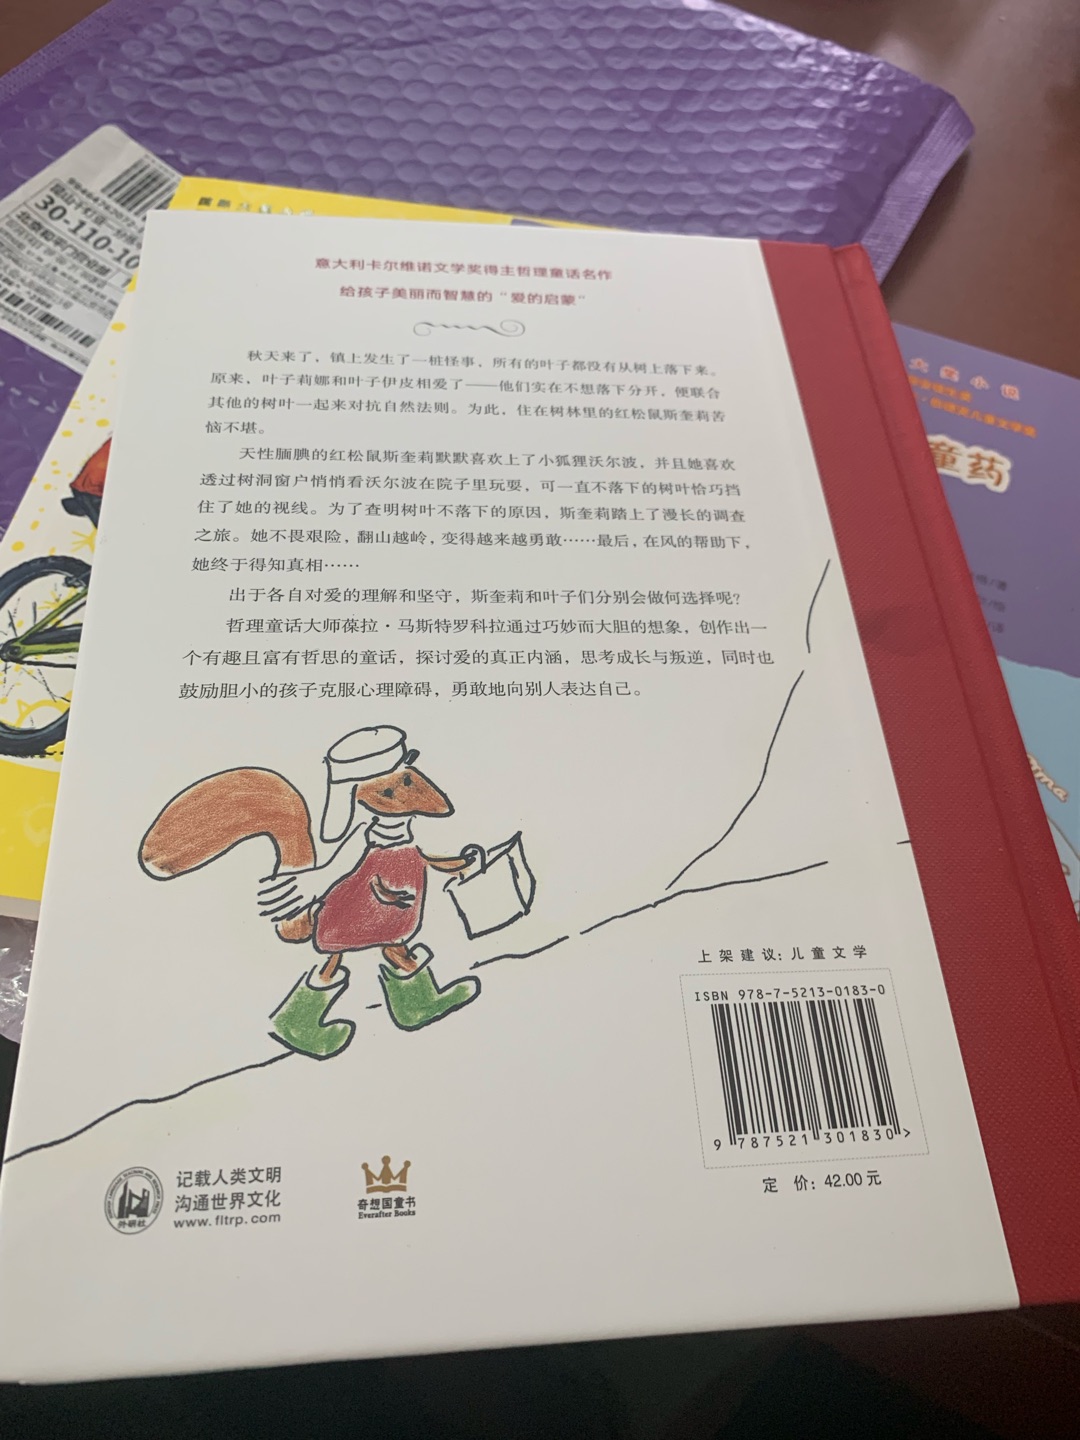 意大利卡尔维诺文学奖得主哲理童话名作
给孩子美丽而智慧的“爱的启蒙”
秋天来了，镇上发生了一桩怪事，所有的叶子都没有从树上落下来。
原来，叶子莉娜和叶子伊皮相爱了——他们实在不想落下分开，便联合
其他的树叶一起来对抗自然法则。为此，住在树林里的红松鼠斯奎莉苦
恼不堪。
天性腼腆的红松鼠斯奎莉默默喜欢上了小狐狸沃尔波，并且她喜欢
透过树洞窗户悄悄看沃尔波在院子里玩耍，可一直不落下的树叶恰巧挡
住了她的视线。为了查明树叶不落下的原因，斯奎莉踏上了漫长的调查
之旅。她不畏艰险，翻山越岭，变得越来越勇敢……最后，在风的帮助下，
她终于得知真相……
出于各自对爱的理解和坚守，斯奎莉和叶子们分别会做何选择呢？
哲理童话大师葆拉·马斯特罗科拉通过巧妙而大胆的想象，创作出一
个有趣且富有哲思的童话，探讨爱的真正内涵，思考成长与叛逆，同时也
鼓励胆小的孩子克服心理障碍，勇敢地向别人表达自己。
上架建议：儿童文学
ISBN 978-7-5213-0183-0
9 787521 301830 >
定 价：42.00元
外研社
记载人类文明
沟通世界文化
www.fltrp.com
奇想国童书
Everafter Books
30-110-10
大奖小说
童药